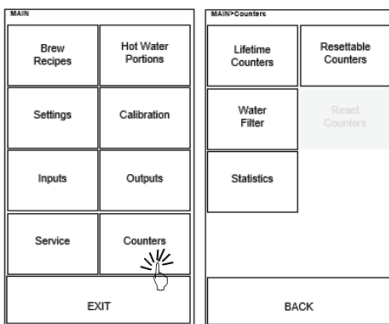 MAIN
Brew
Recipes
Hot Water
Portions
Settings
Calibration
Inputs
Outputs
Service
Counters
EXIT
MAIN>Counters
Lifetime
Counters
Resettable
Counters
Water
Filter
Reset
Counters
Statistics
BACK